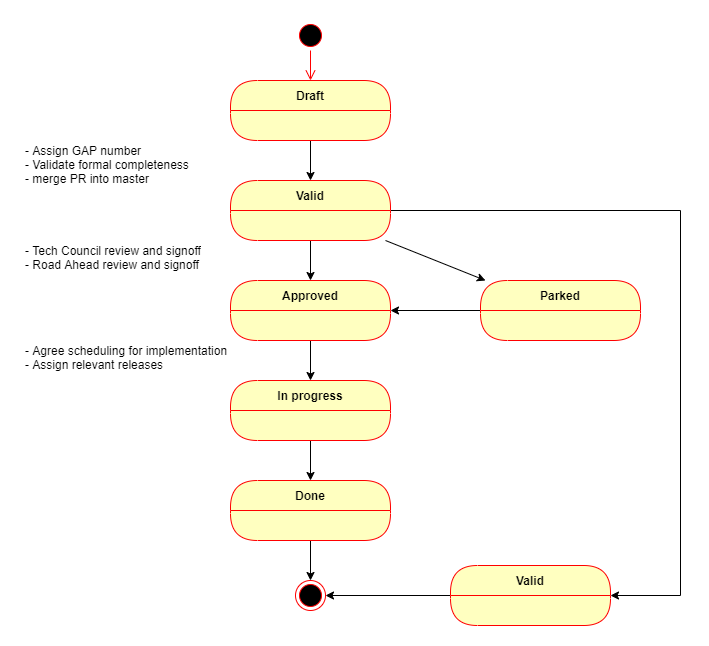 Draft
- Assign GAP number
- Validate formal completeness
- merge PR into master
Valid
- Tech Council review and signoff
- Road Ahead review and signoff
Approved
Parked
- Agree scheduling for implementation
- Assign relevant releases
In progress
Done
Valid